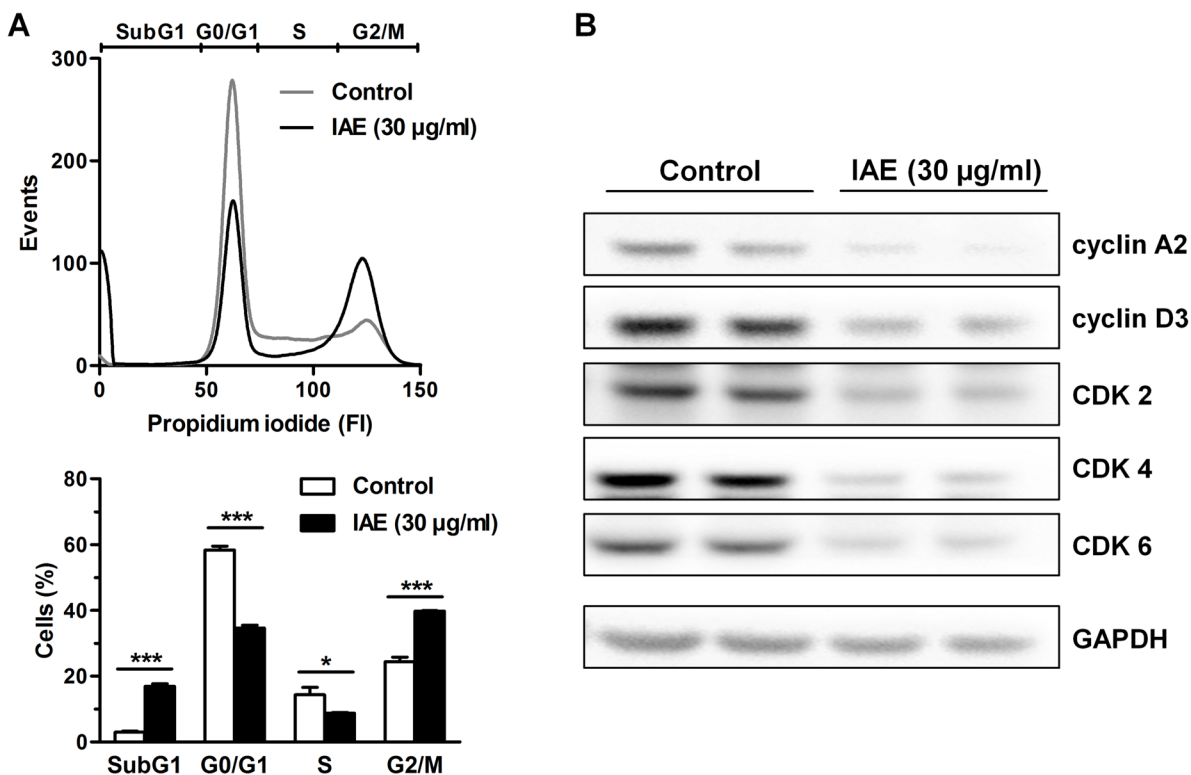 A
SubG1 G0/G1 S G2/M
300
200
100
0
Events
Control
IAE (30 µg/ml)
0 50 100 150
Propidium iodide (FI)
80
60
40
20
0
Cells (%)
Control
IAE (30 µg/ml)
***
***
*
***
SubG1 G0/G1 S G2/M
B
Control IAE (30 µg/ml)
cyclin A2
cyclin D3
CDK 2
CDK 4
CDK 6
GAPDH